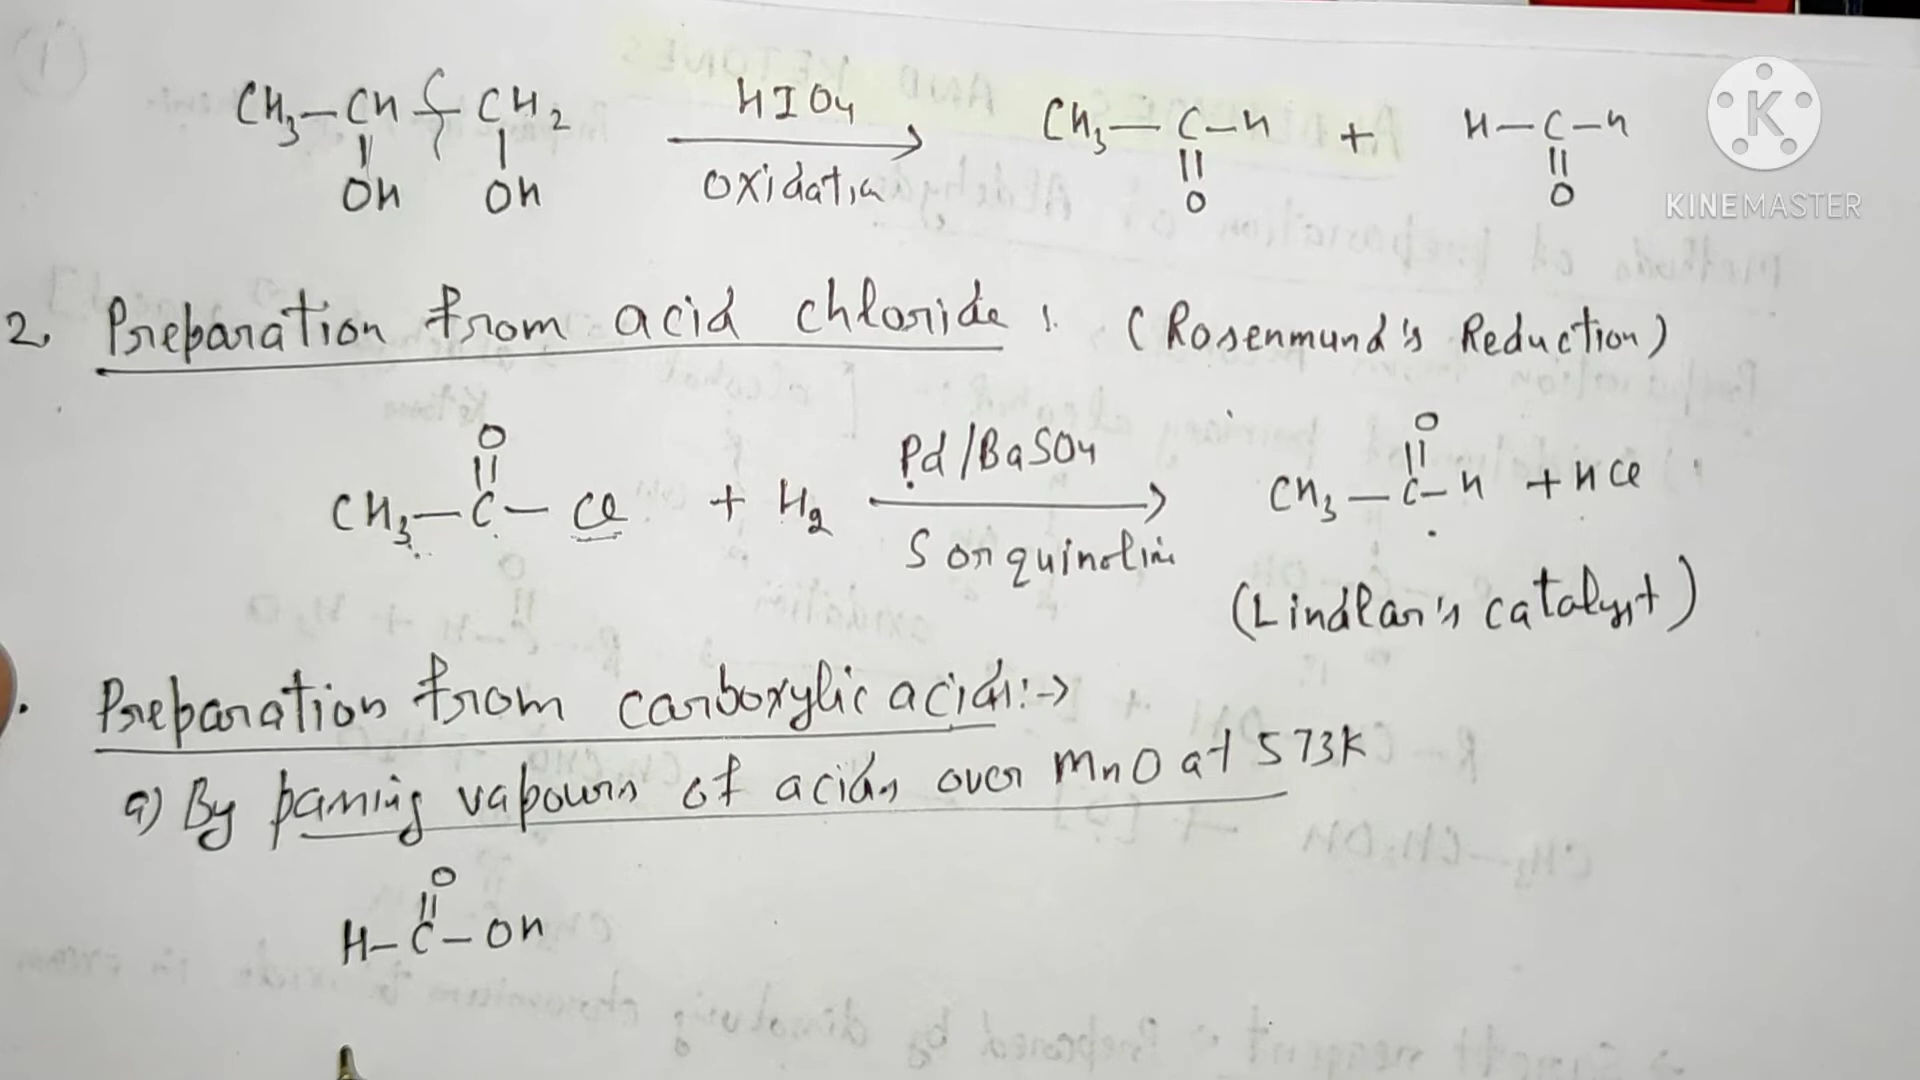 CH3—CH—CH2 HIO4 CH3—C—H + H—C—H
OH OH oxidatin O O
KINEMASTER
2. Preparation from acid chloride :. (Rosenmund's Reduction)
O Pd/BaSO4 O
CH3—C—Cl + H2 CH3—C—H + HCl
S or quinoline
(Lindlar's catalyst)
Preparation from carboxylic acids:→
a) By passing vapours of acids over MnO at 573K
O
H—C—OH